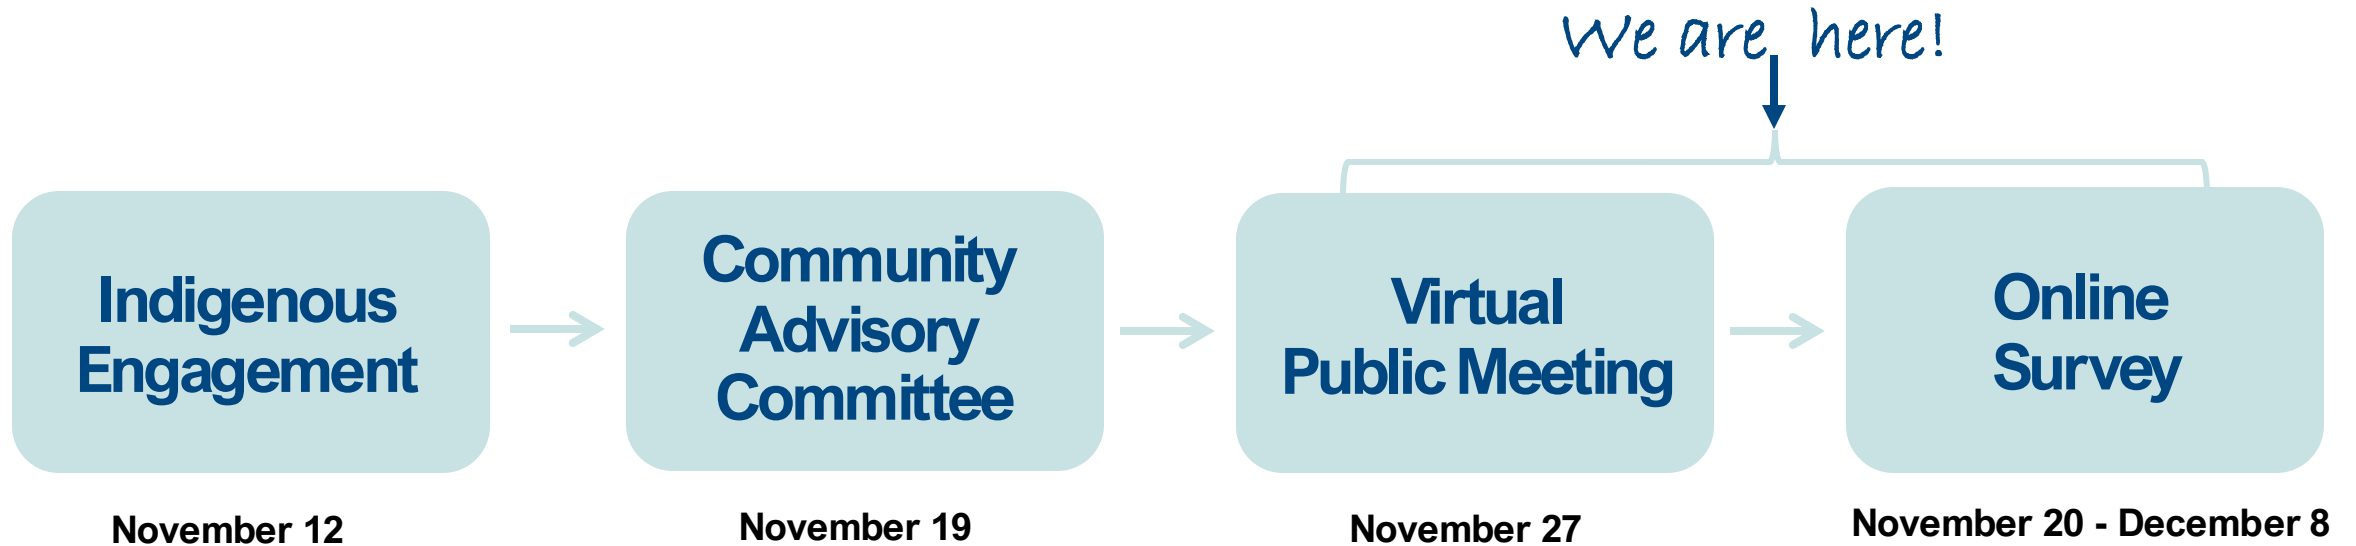 We are here!
Indigenous
Engagement
Community
Advisory
Committee
Virtual
Public Meeting
Online
Survey
November 12
November 19
November 27
November 20 - December 8